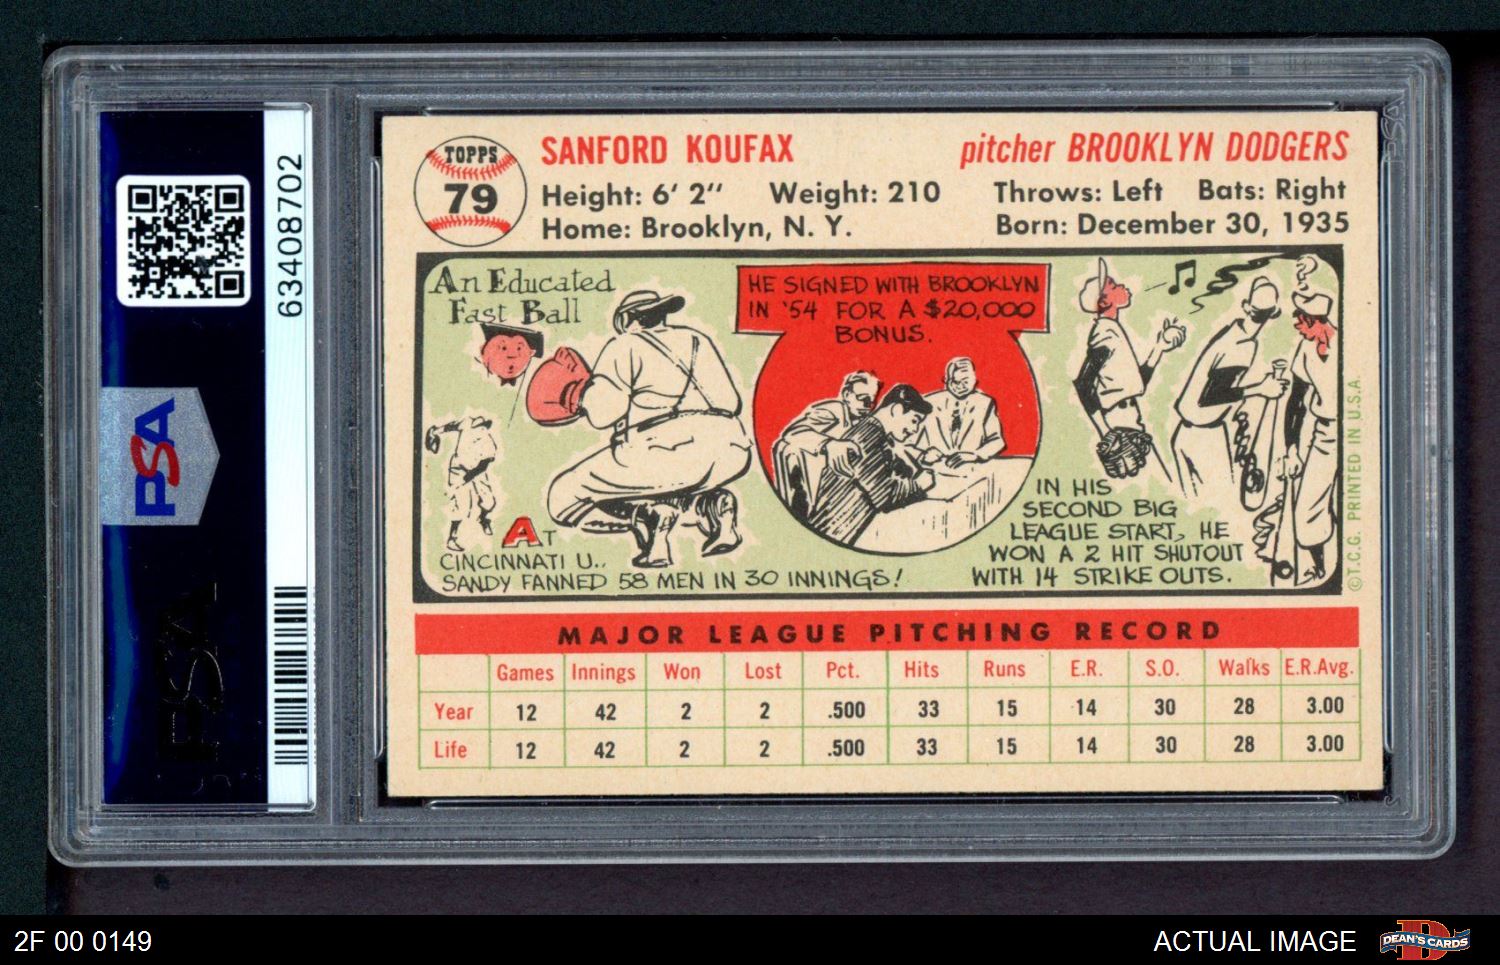 TOPPS
79
SANFORD KOUFAX
pitcher BROOKLYN DODGERS
Height: 6' 2" Weight: 210 Throws: Left Bats: Right
Home: Brooklyn, N. Y. Born: December 30, 1935
An Educated
Fast Ball
HE SIGNED WITH BROOKLYN
IN '54 FOR A $20,000
BONUS.
AT
CINCINNATI U..
SANDY FANNED 58 MEN IN 30 INNINGS!
IN HIS
SECOND BIG
LEAGUE START, HE
WON A 2 HIT SHUTOUT
WITH 14 STRIKE OUTS.
©T.C.G. PRINTED IN U.S.A.
MAJOR LEAGUE PITCHING RECORD
Games Innings Won Lost Pct. Hits Runs E.R. S.O. Walks E.R.Avg.
Year 12 42 2 2 .500 33 15 14 30 28 3.00
Life 12 42 2 2 .500 33 15 14 30 28 3.00
63408702
PSA
PSA
PSA
2F 00 0149
ACTUAL IMAGE
D
DEAN'S CARDS